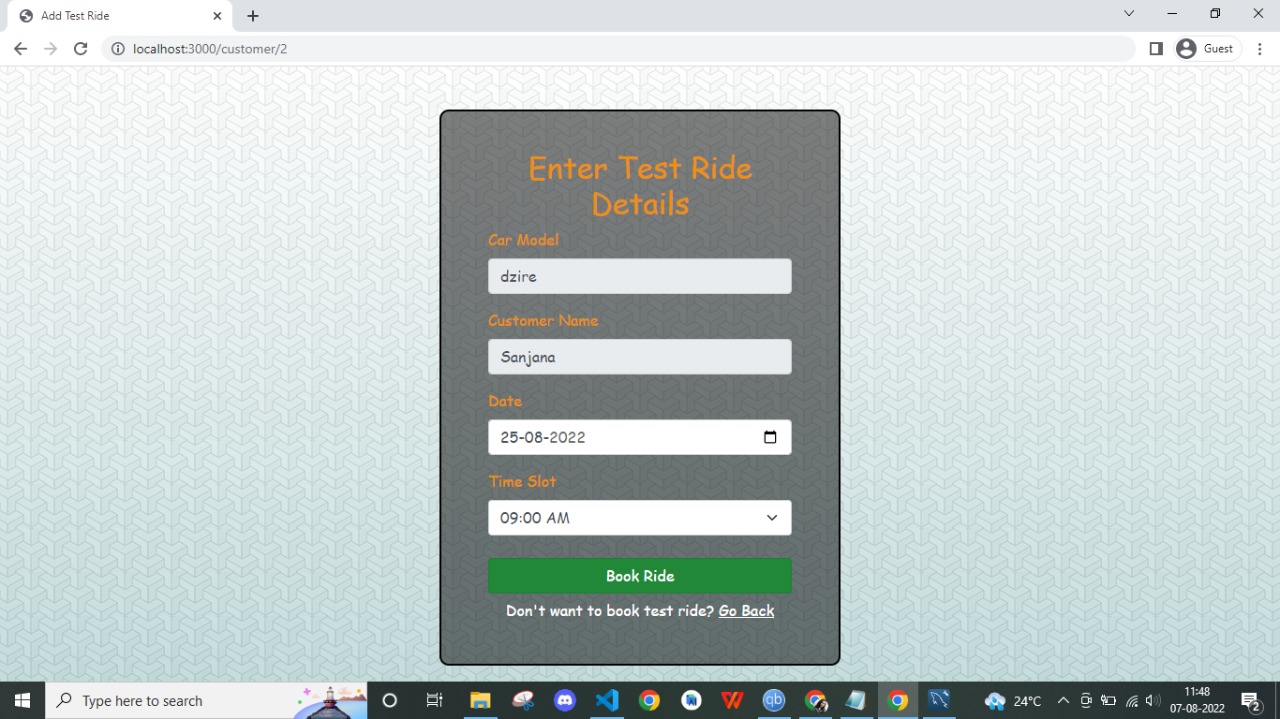 Add Test Ride
localhost:3000/customer/2
Guest
Enter Test Ride
Details
Car Model
dzire
Customer Name
Sanjana
Date
25-08-2022
Time Slot
09:00 AM
Book Ride
Don't want to book test ride? Go Back
Type here to search
24°C
11:48
07-08-2022
2